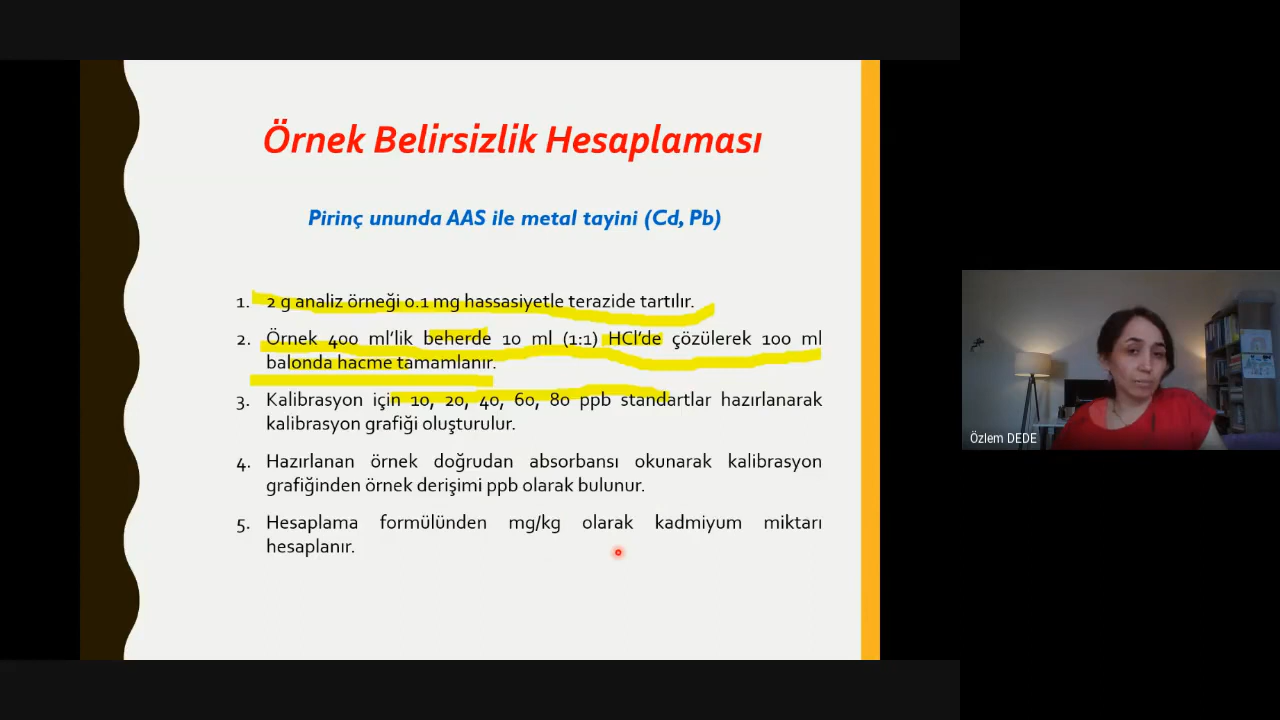 Örnek Belirsizlik Hesaplaması
Pirinç ununda AAS ile metal tayini (Cd, Pb)
1. 2 g analiz örneği 0.1 mg hassasiyetle terazide tartılır.
2. Örnek 400 ml’lik beherde 10 ml (1:1) HCl’de çözülerek 100 ml
balonda hacme tamamlanır.
3. Kalibrasyon için 10, 20, 40, 60, 80 ppb standartlar hazırlanarak
kalibrasyon grafiği oluşturulur.
4. Hazırlanan örnek doğrudan absorbansı okunarak kalibrasyon
grafiğinden örnek derişimi ppb olarak bulunur.
5. Hesaplama formülünden mg/kg olarak kadmiyum miktarı
hesaplanır.
Özlem DEDE